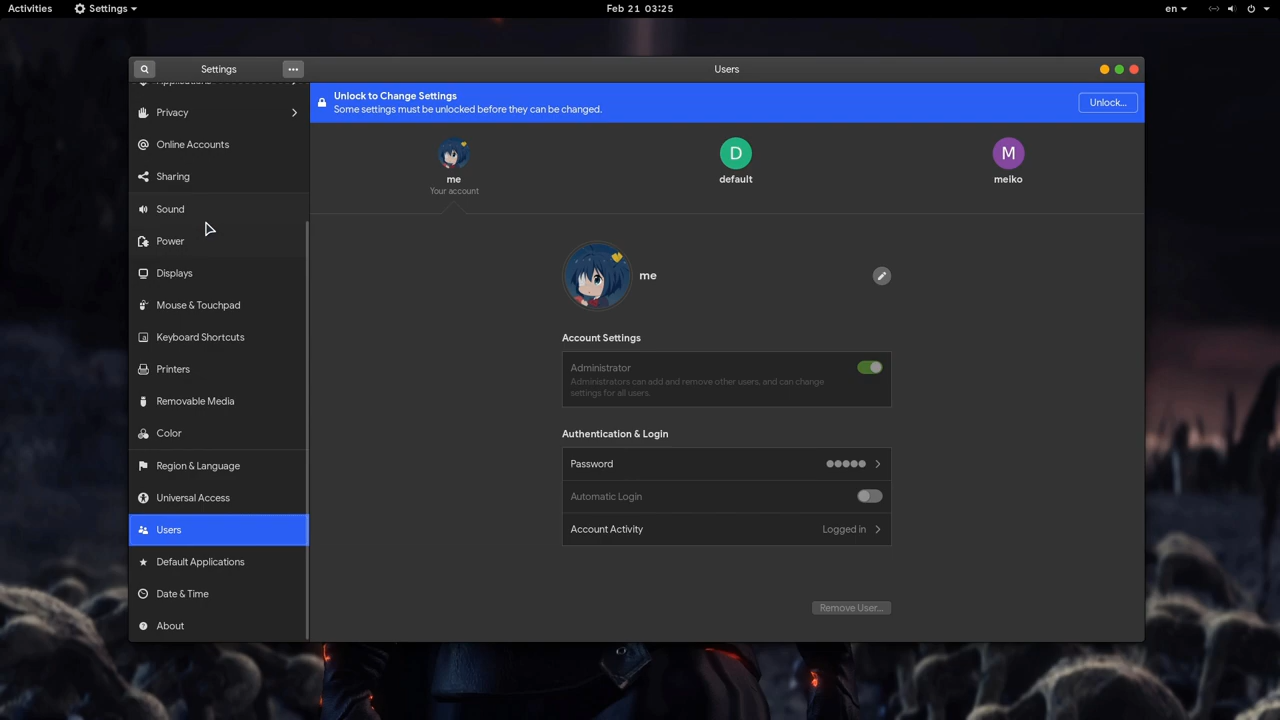 Activities
Settings
Feb 21 03:25
en
Settings
Users
Applications
Privacy
Online Accounts
Sharing
Sound
Power
Displays
Mouse & Touchpad
Keyboard Shortcuts
Printers
Removable Media
Color
Region & Language
Universal Access
Users
Default Applications
Date & Time
About
Unlock to Change Settings
Some settings must be unlocked before they can be changed.
Unlock...
me
Your account
D
default
M
meiko
me
Account Settings
Administrator
Administrators can add and remove other users, and can change
settings for all users.
Authentication & Login
Password
Automatic Login
Account Activity
Logged in
Remove User...